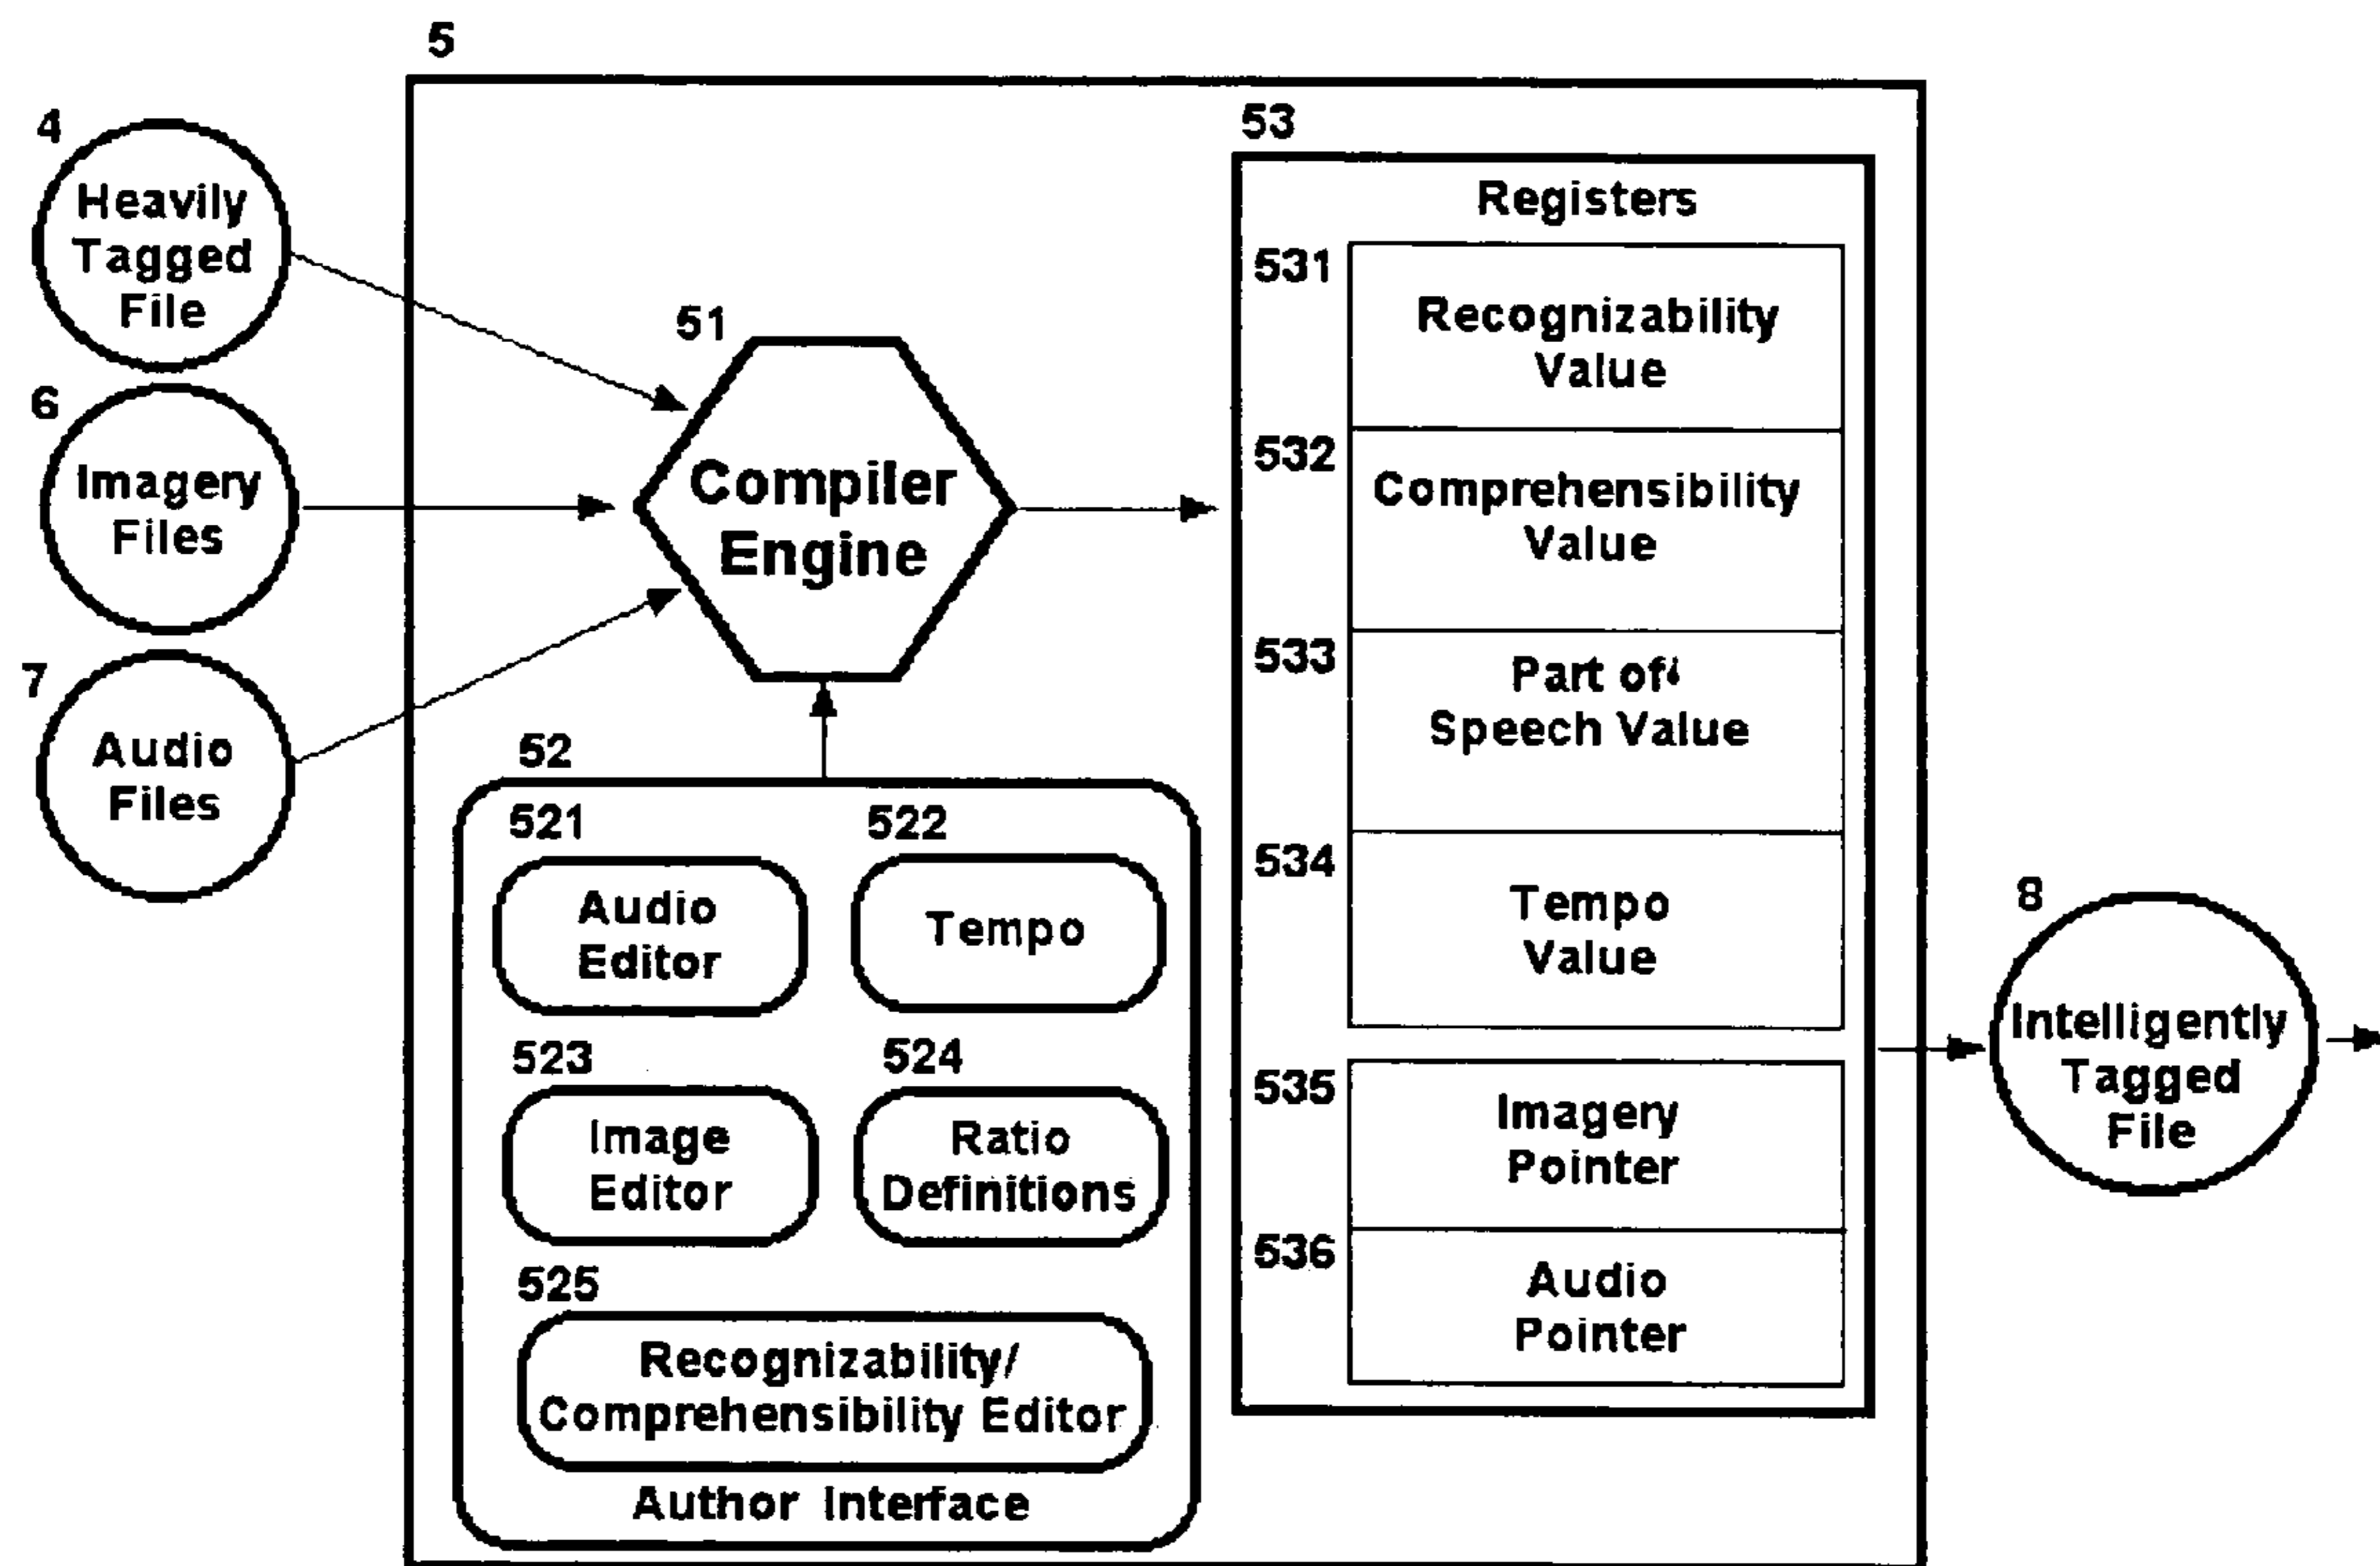 5
4
Heavily
Tagged
File
6
Imagery
Files
7
Audio
Files
51
Compiler
Engine
52
521
Audio
Editor
522
Tempo
523
Image
Editor
524
Ratio
Definitions
525
Recognizability/
Comprehensibility Editor
Author Interface
53
Registers
531
Recognizability
Value
532
Comprehensibility
Value
533
Part of
Speech Value
534
Tempo
Value
535
Imagery
Pointer
536
Audio
Pointer
8
Intelligently
Tagged
File